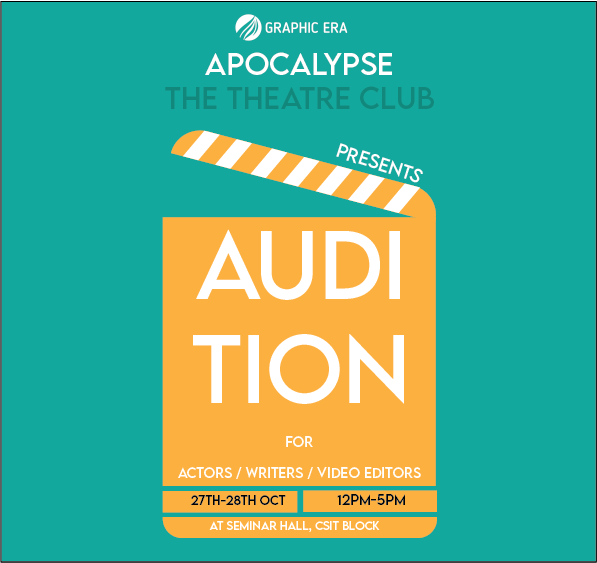 GRAPHIC ERA
APOCALYPSE
THE THEATRE CLUB
PRESENTS
AUDI
TION
FOR
ACTORS / WRITERS / VIDEO EDITORS
27TH-28TH OCT 12PM-5PM
AT SEMINAR HALL, CSIT BLOCK